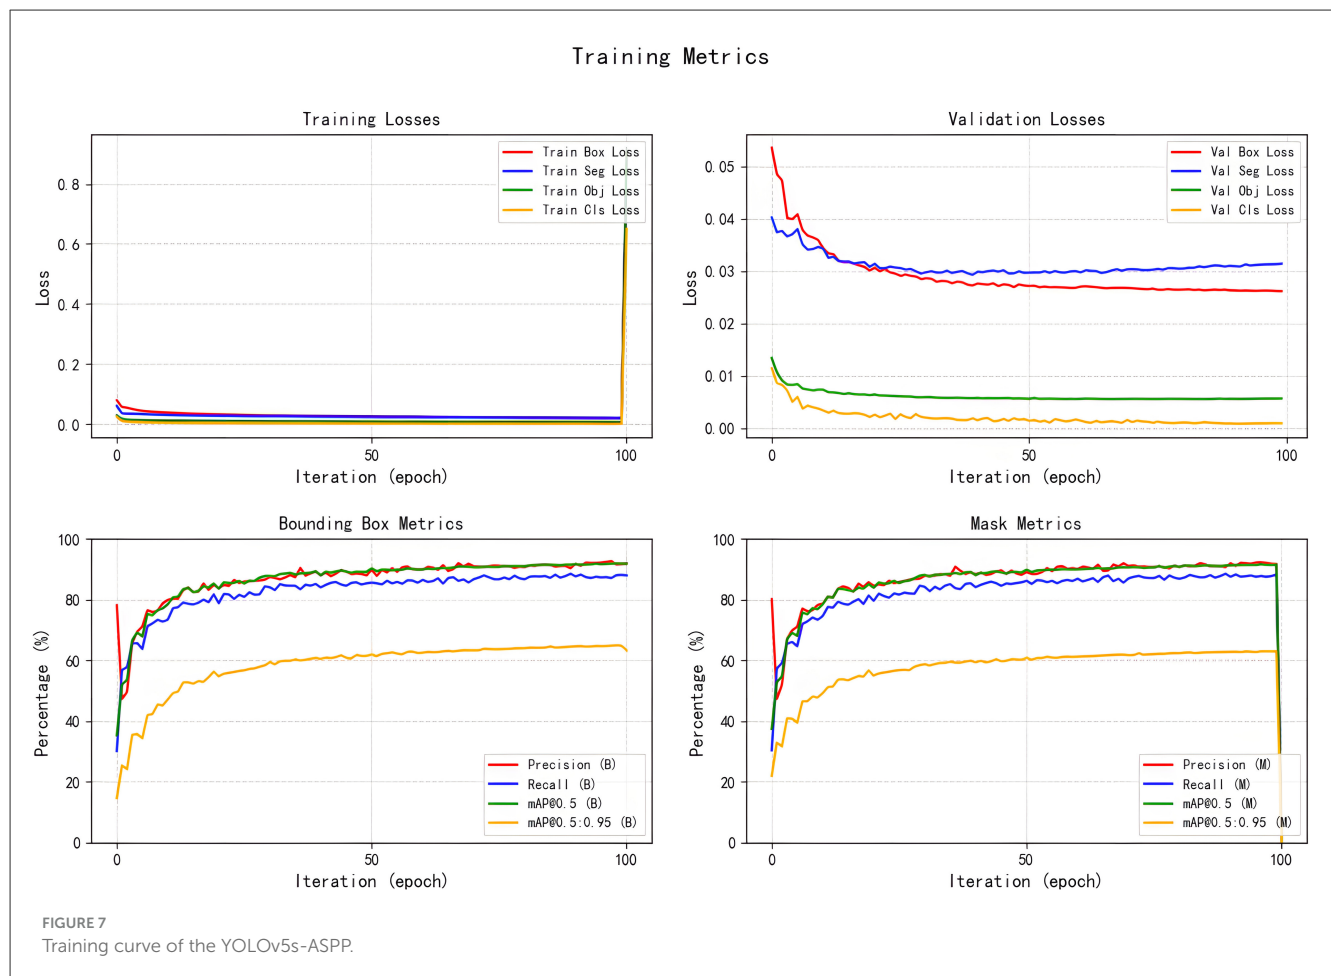 Training Metrics
Training Losses
Loss
0.8
0.6
0.4
0.2
0.0
Train Box Loss
Train Seg Loss
Train Obj Loss
Train Cls Loss
0
100
Iteration (epoch)
Validation Losses
Loss
0.05
0.04
0.03
0.02
0.01
0.00
Val Box Loss
Val Seg Loss
Val Obj Loss
Val Cls Loss
0
50
100
Iteration (epoch)
Bounding Box Metrics
Percentage (%)
100
80
60
40
20
0
Precision (B)
Recall (B)
mAP@0.5 (B)
mAP@0.5:0.95 (B)
0
50
100
Iteration (epoch)
Mask Metrics
Percentage (%)
100
80
60
40
20
0
Precision (M)
Recall (M)
mAP@0.5 (M)
mAP@0.5:0.95 (M)
0
50
100
Iteration (epoch)
FIGURE 7
Training curve of the YOLOv5s-ASPP.